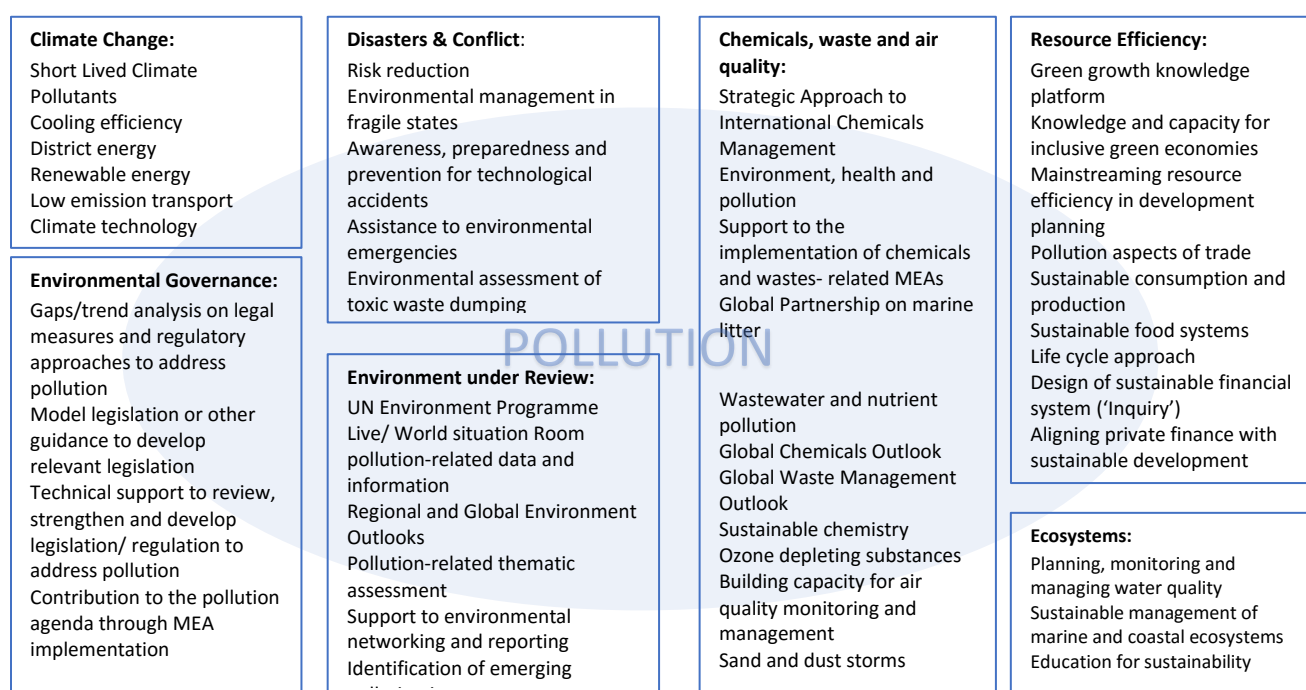 Climate Change:
Short Lived Climate
Pollutants
Cooling efficiency
District energy
Renewable energy
Low emission transport
Climate technology
Environmental Governance:
Gaps/trend analysis on legal
measures and regulatory
approaches to address
pollution
Model legislation or other
guidance to develop
relevant legislation
Technical support to review,
strengthen and develop
legislation/ regulation to
address pollution
Contribution to the pollution
agenda through MEA
implementation
Disasters & Conflict:
Risk reduction
Environmental management in
fragile states
Awareness, preparedness and
prevention for technological
accidents
Assistance to environmental
emergencies
Environmental assessment of
toxic waste dumping
POLLUTION
Environment under Review:
UN Environment Programme
Live/ World situation Room
pollution-related data and
information
Regional and Global Environment
Outlooks
Pollution-related thematic
assessment
Support to environmental
networking and reporting
Identification of emerging
Chemicals, waste and air
quality:
Strategic Approach to
International Chemicals
Management
Environment, health and
pollution
Support to the
implementation of chemicals
and wastes- related MEAs
Global Partnership on marine
litter
Wastewater and nutrient
pollution
Global Chemicals Outlook
Global Waste Management
Outlook
Sustainable chemistry
Ozone depleting substances
Building capacity for air
quality monitoring and
management
Sand and dust storms
Resource Efficiency:
Green growth knowledge
platform
Knowledge and capacity for
inclusive green economies
Mainstreaming resource
efficiency in development
planning
Pollution aspects of trade
Sustainable consumption and
production
Sustainable food systems
Life cycle approach
Design of sustainable financial
system (‘Inquiry’)
Aligning private finance with
sustainable development
Ecosystems:
Planning, monitoring and
managing water quality
Sustainable management of
marine and coastal ecosystems
Education for sustainability